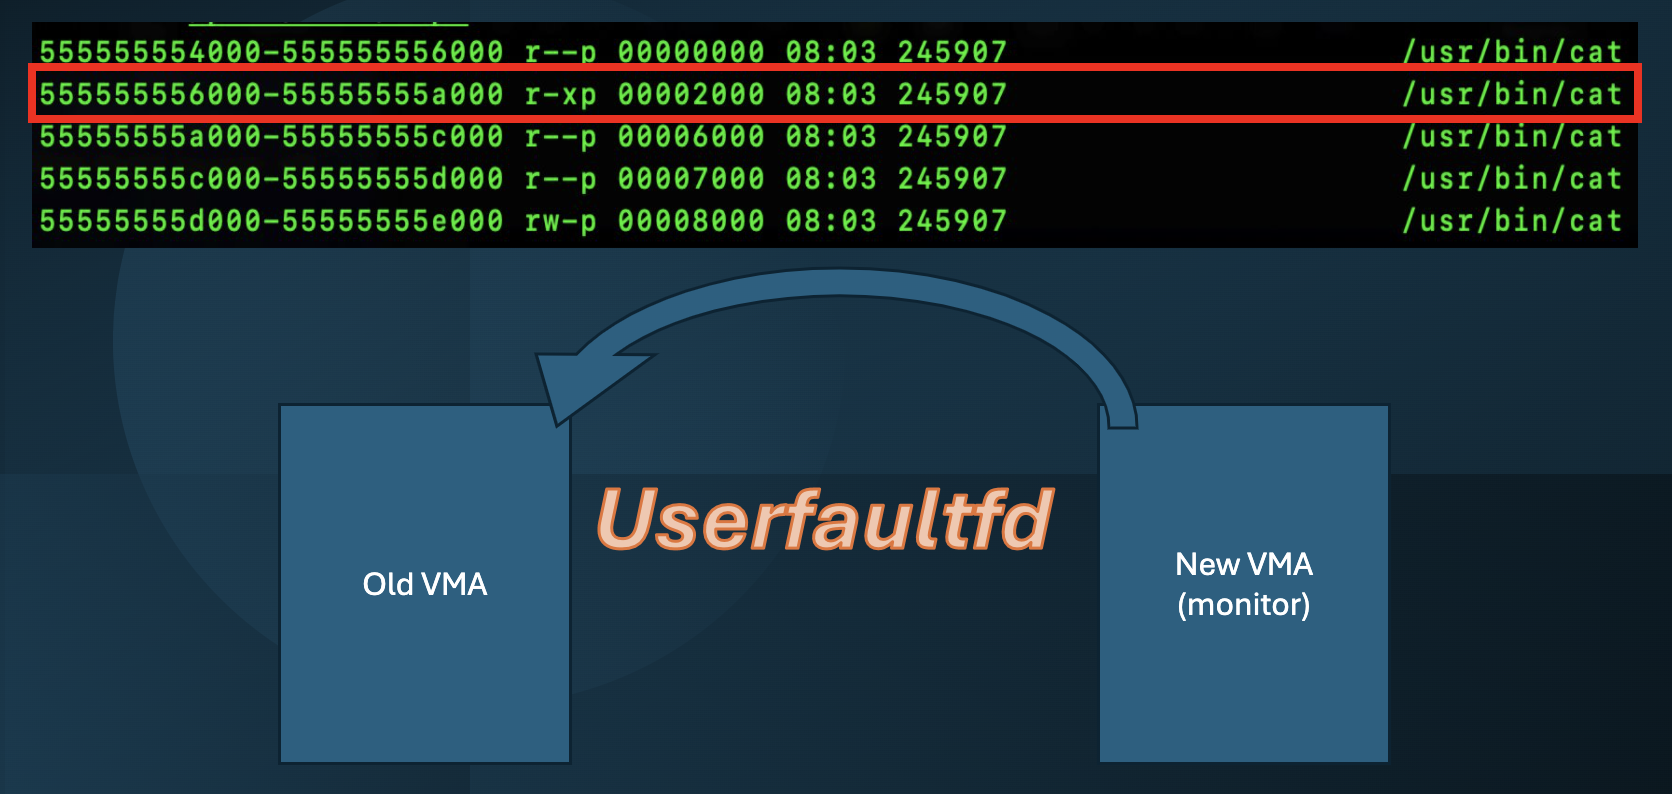 555555554000-555555556000 r--p 00000000 08:03 245907 /usr/bin/cat
555555556000-55555555a000 r-xp 00002000 08:03 245907 /usr/bin/cat
55555555a000-55555555c000 r--p 00006000 08:03 245907 /usr/bin/cat
55555555c000-55555555d000 r--p 00007000 08:03 245907 /usr/bin/cat
55555555d000-55555555e000 rw-p 00008000 08:03 245907 /usr/bin/cat
Userfaultfd
Old VMA
New VMA
(monitor)